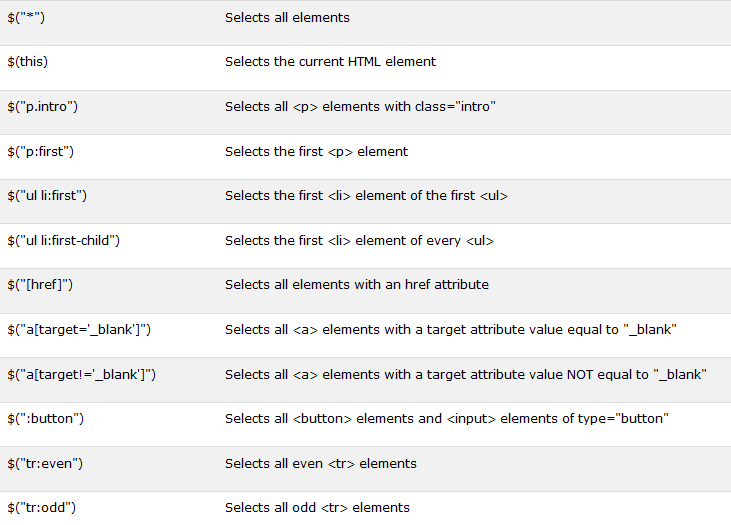 $("*") Selects all elements
$(this) Selects the current HTML element
$("p.intro") Selects all <p> elements with class="intro"
$("p:first") Selects the first <p> element
$("ul li:first") Selects the first <li> element of the first <ul>
$("ul li:first-child") Selects the first <li> element of every <ul>
$("[href]") Selects all elements with an href attribute
$("a[target='_blank']") Selects all <a> elements with a target attribute value equal to "_blank"
$("a[target!='_blank']") Selects all <a> elements with a target attribute value NOT equal to "_blank"
$(":button") Selects all <button> elements and <input> elements of type="button"
$("tr:even") Selects all even <tr> elements
$("tr:odd") Selects all odd <tr> elements